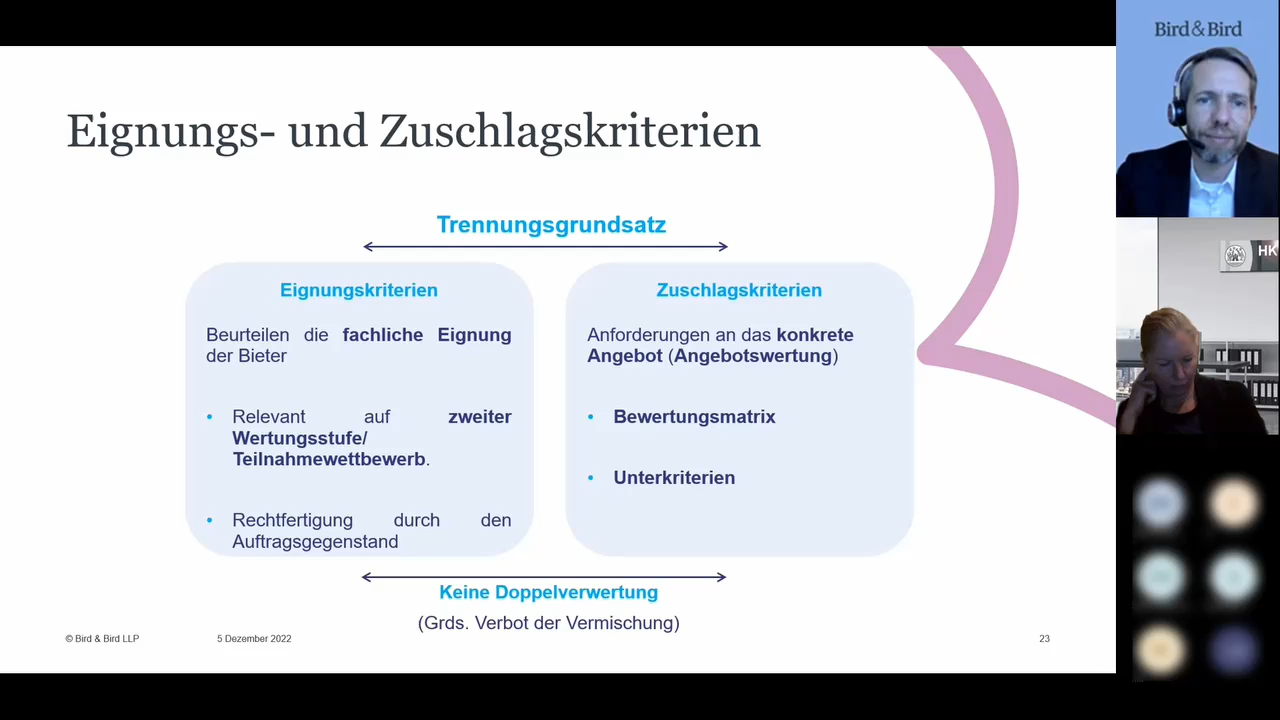 Bird & Bird
Eignungs- und Zuschlagskriterien
Trennungsgrundsatz
Eignungskriterien
Beurteilen die fachliche Eignung
der Bieter
• Relevant auf zweiter
Wertungsstufe/
Teilnahmewettbewerb.
• Rechtfertigung durch den
Auftragsgegenstand
Zuschlagskriterien
Anforderungen an das konkrete
Angebot (Angebotswertung)
• Bewertungsmatrix
• Unterkriterien
Keine Doppelverwertung
(Grds. Verbot der Vermischung)
© Bird & Bird LLP
5 Dezember 2022
23
HK